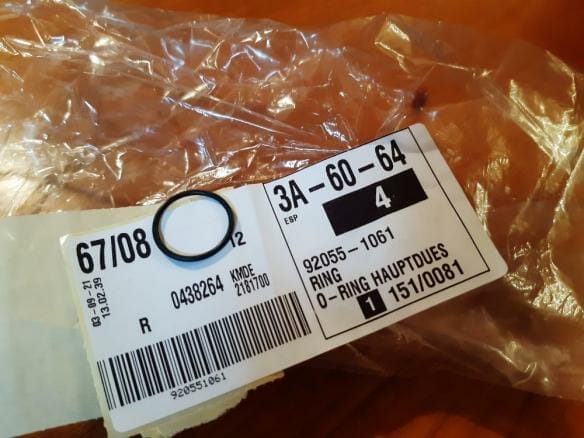 3A-60-64
ESP
4
92055-1061
RING
O-RING HAUPTDUES
1 151/0081
67/08
12
03-09-21
13.02.39
R 0438264 KMDE
2181700
920551061